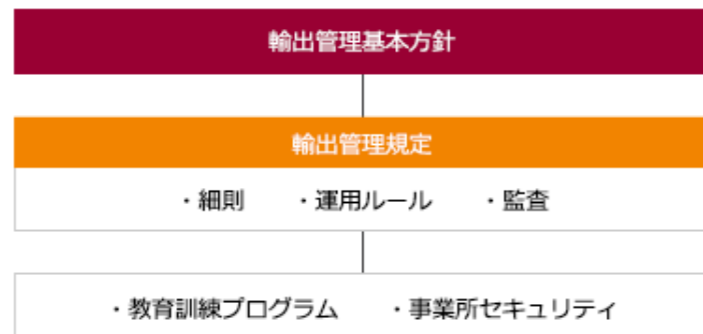 輸出管理基本方針
輸出管理規定
・細則 ・運用ルール ・監査
・教育訓練プログラム ・事業所セキュリティ